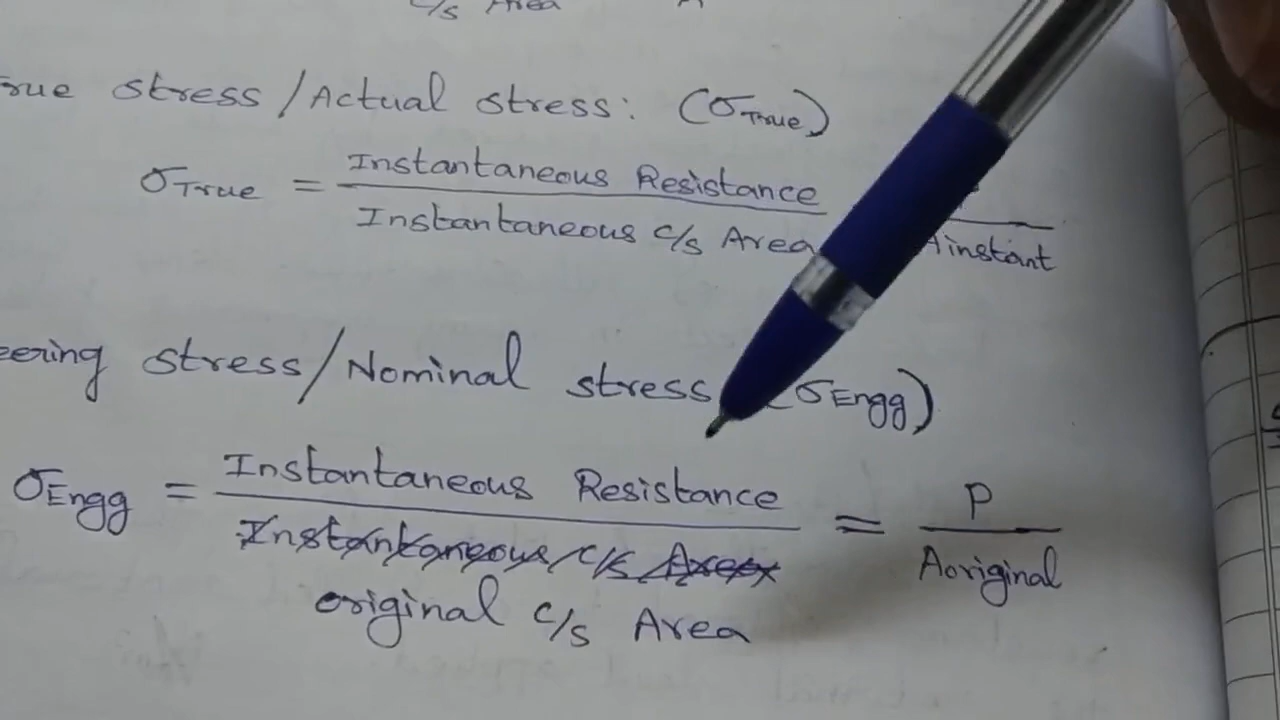 c/s Area A
rue stress/Actual stress: (σTrue)
σTrue = Instantaneous Resistance
Instantaneous c/s Area Ainstant
eering stress/Nominal stress (σEngg)
σEngg = Instantaneous Resistance = P
Instantaneous c/s Area Aoriginal
original c/s Area